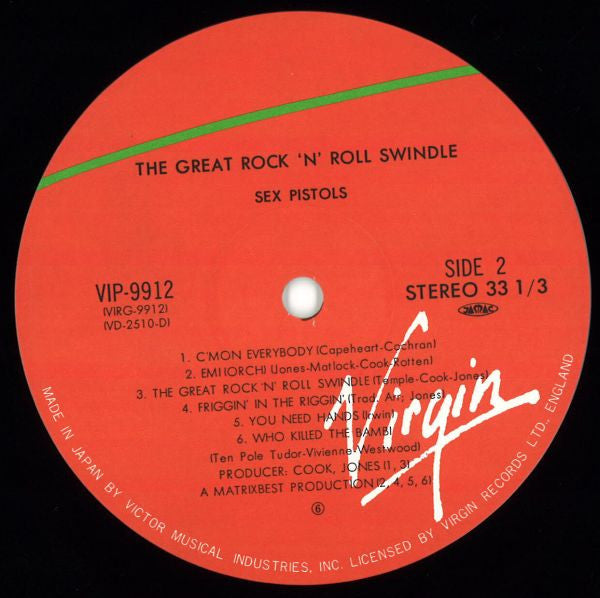 THE GREAT ROCK 'N' ROLL SWINDLE
SEX PISTOLS
VIP-9912
(VIRG-9912)
(VD-2510-D)
SIDE 2
STEREO 33 1/3
JASRAC
1. C'MON EVERYBODY (Capeheart-Cochran)
2. EMI (ORCH) (Jones-Matlock-Cook-Rotten)
3. THE GREAT ROCK 'N' ROLL SWINDLE (Temple-Cook-Jones)
4. FRIGGIN' IN THE RIGGIN' (Trad. Arr; Jones)
5. YOU NEED HANDS (Irwin)
6. WHO KILLED THE BAMBI
(Ten Pole Tudor-Vivienne-Westwood)
PRODUCER: COOK, JONES (1, 3)
A MATRIXBEST PRODUCTION (2, 4, 5, 6)
Virgin
⑥
MADE IN JAPAN BY VICTOR MUSICAL INDUSTRIES, INC. LICENSED BY VIRGIN RECORDS LTD. ENGLAND